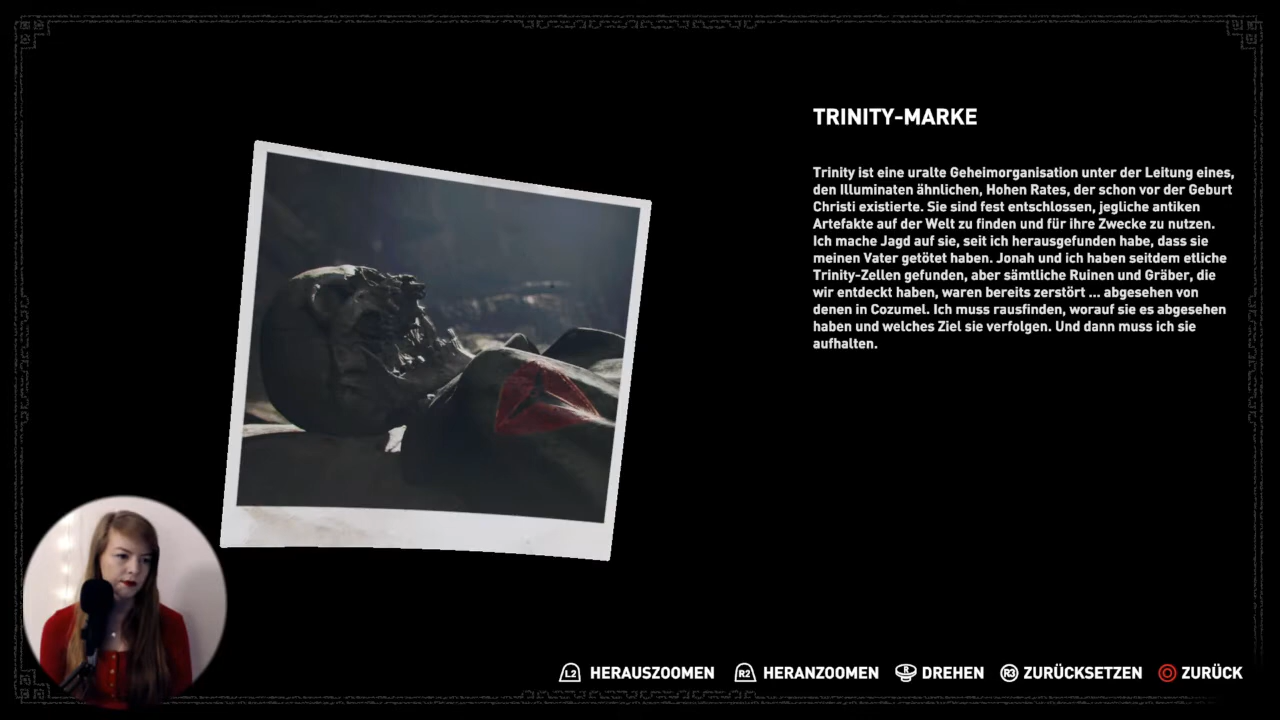 TRINITY-MARKE
Trinity ist eine uralte Geheimorganisation unter der Leitung eines,
den Illuminaten ähnlichen, Hohen Rates, der schon vor der Geburt
Christi existierte. Sie sind fest entschlossen, jegliche antiken
Artefakte auf der Welt zu finden und für ihre Zwecke zu nutzen.
Ich mache Jagd auf sie, seit ich herausgefunden habe, dass sie
meinen Vater getötet haben. Jonah und ich haben seitdem etliche
Trinity-Zellen gefunden, aber sämtliche Ruinen und Gräber, die
wir entdeckt haben, waren bereits zerstört ... abgesehen von
denen in Cozumel. Ich muss rausfinden, worauf sie es abgesehen
haben und welches Ziel sie verfolgen. Und dann muss ich sie
aufhalten.
L2 HERAUSZOOMEN R2 HERANZOOMEN R DREHEN R3 ZURÜCKSETZEN ZURÜCK